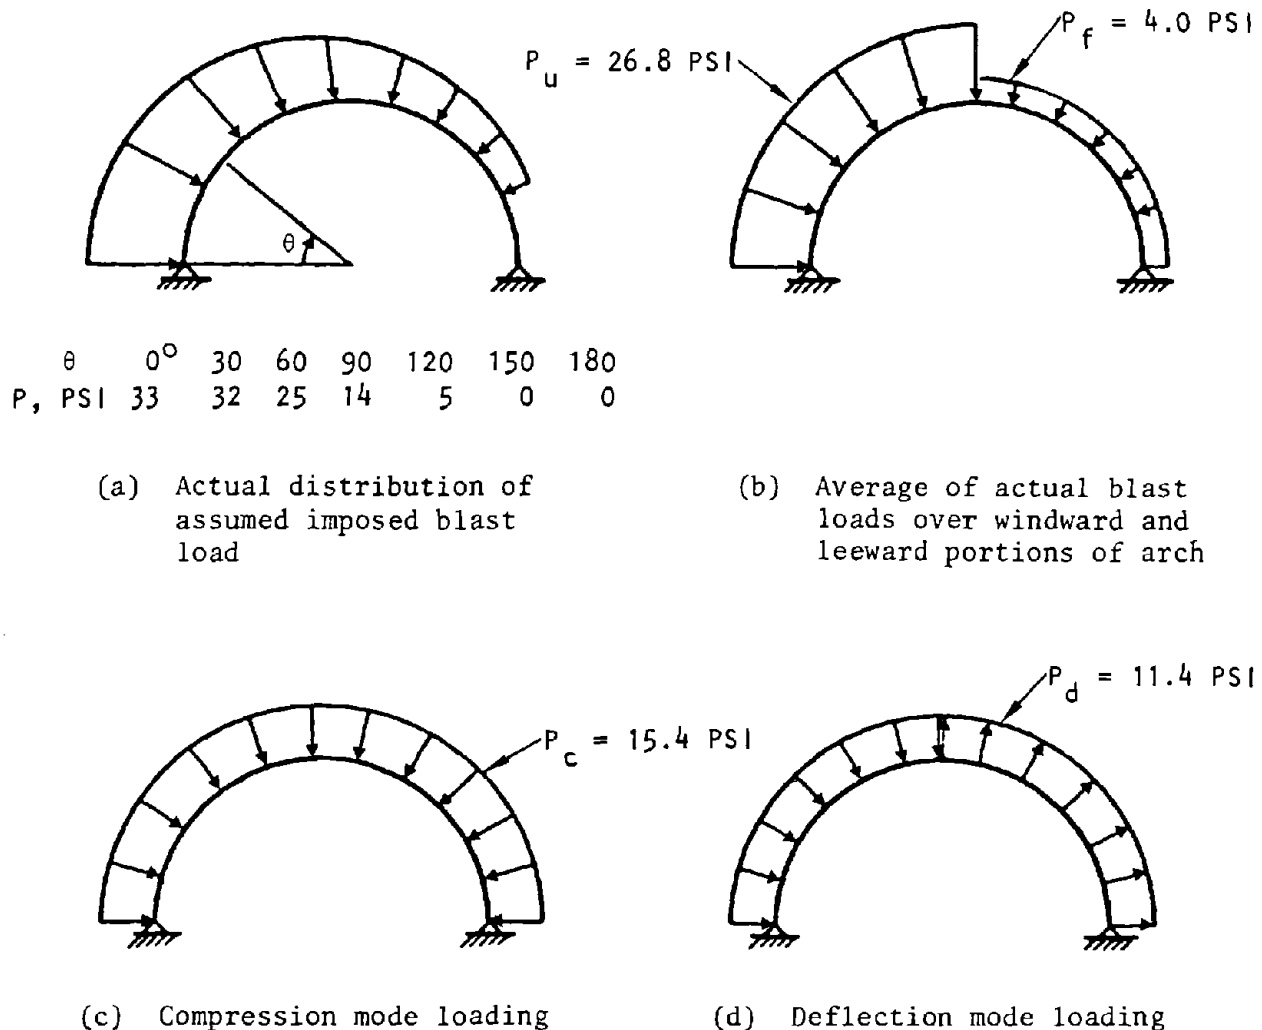 P_u = 26.8 PSI
P_f = 4.0 PSI
θ
θ 0° 30 60 90 120 150 180
P, PSI 33 32 25 14 5 0 0
(a) Actual distribution of
assumed imposed blast
load
(b) Average of actual blast
loads over windward and
leeward portions of arch
P_c = 15.4 PSI
P_d = 11.4 PSI
(c) Compression mode loading
(d) Deflection mode loading